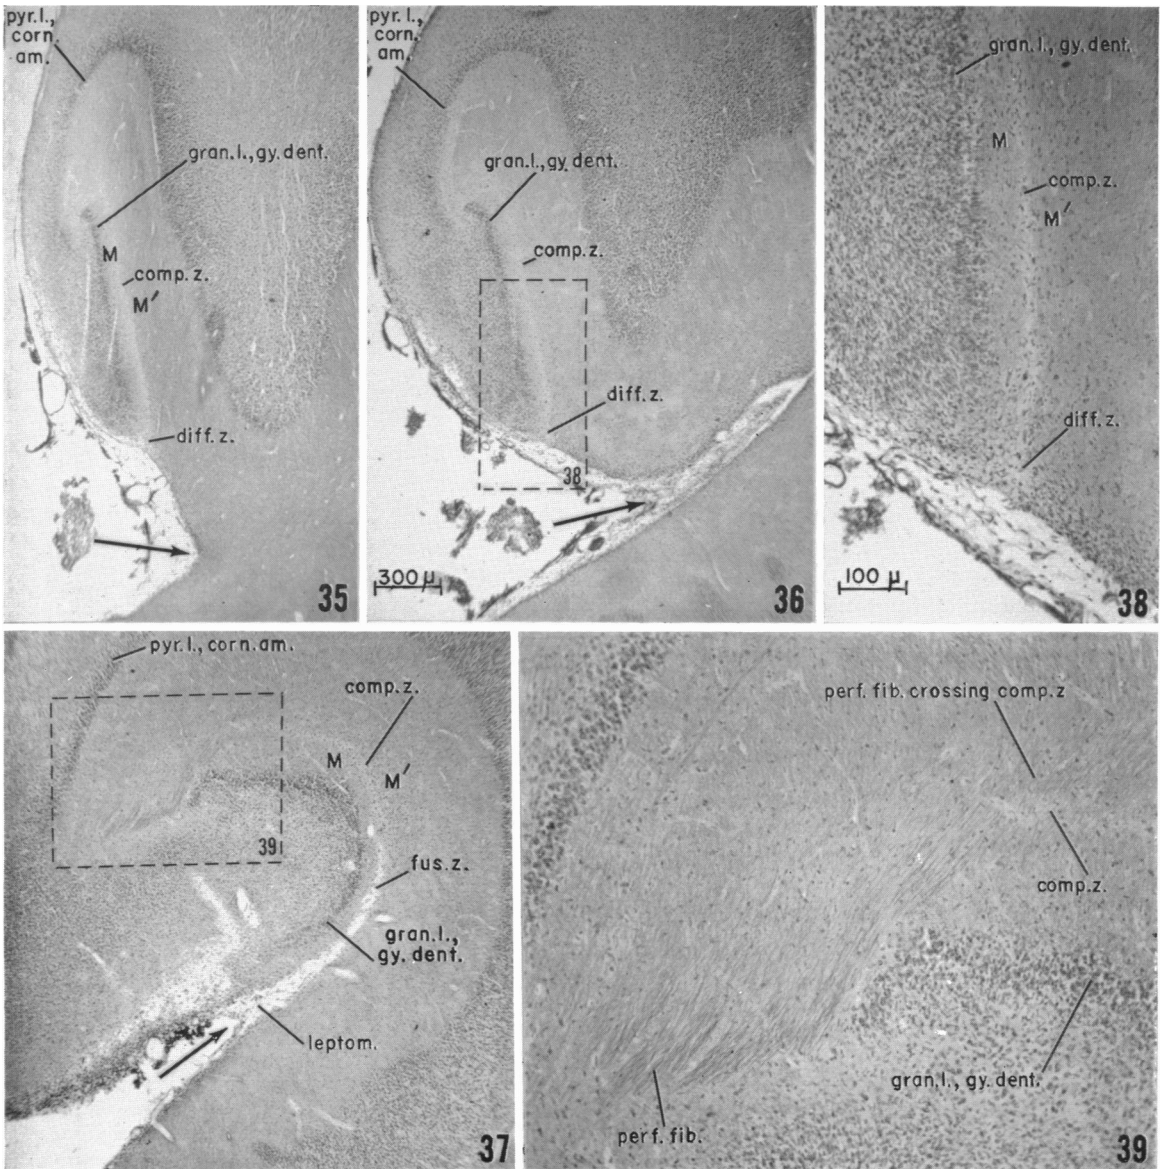 pyr. l.,
corn.
am.
gran. l., gy. dent.
M
comp. z.
M′
diff. z.
35
pyr. l.,
corn.
am.
gran. l., gy. dent.
comp. z.
diff. z.
38
300 μ
36
gran. l., gy. dent.
M
comp. z.
M′
diff. z.
100 μ
38
pyr. l., corn. am.
comp. z.
M
M′
39
fus. z.
gran. l.,
gy. dent.
leptom.
37
perf. fib. crossing comp. z
comp. z.
gran. l., gy. dent.
perf. fib.
39